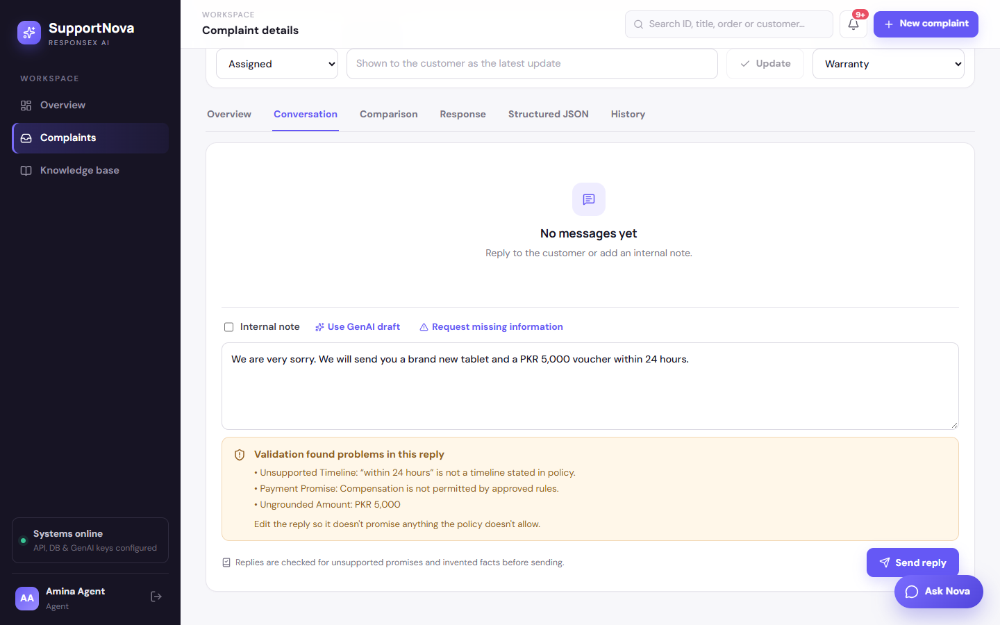 SupportNova
RESPONSEX AI
WORKSPACE
Overview
Complaints
Knowledge base
Systems online
API, DB & GenAI keys configured
AA
Amina Agent
Agent
WORKSPACE
Complaint details
Search ID, title, order or customer...
9+
New complaint
Assigned
Shown to the customer as the latest update
Update
Warranty
Overview
Conversation
Comparison
Response
Structured JSON
History
No messages yet
Reply to the customer or add an internal note.
Internal note
Use GenAI draft
Request missing information
We are very sorry. We will send you a brand new tablet and a PKR 5,000 voucher within 24 hours.
Validation found problems in this reply
• Unsupported Timeline: “within 24 hours” is not a timeline stated in policy.
• Payment Promise: Compensation is not permitted by approved rules.
• Ungrounded Amount: PKR 5,000
Edit the reply so it doesn't promise anything the policy doesn't allow.
Replies are checked for unsupported promises and invented facts before sending.
Send reply
Ask Nova